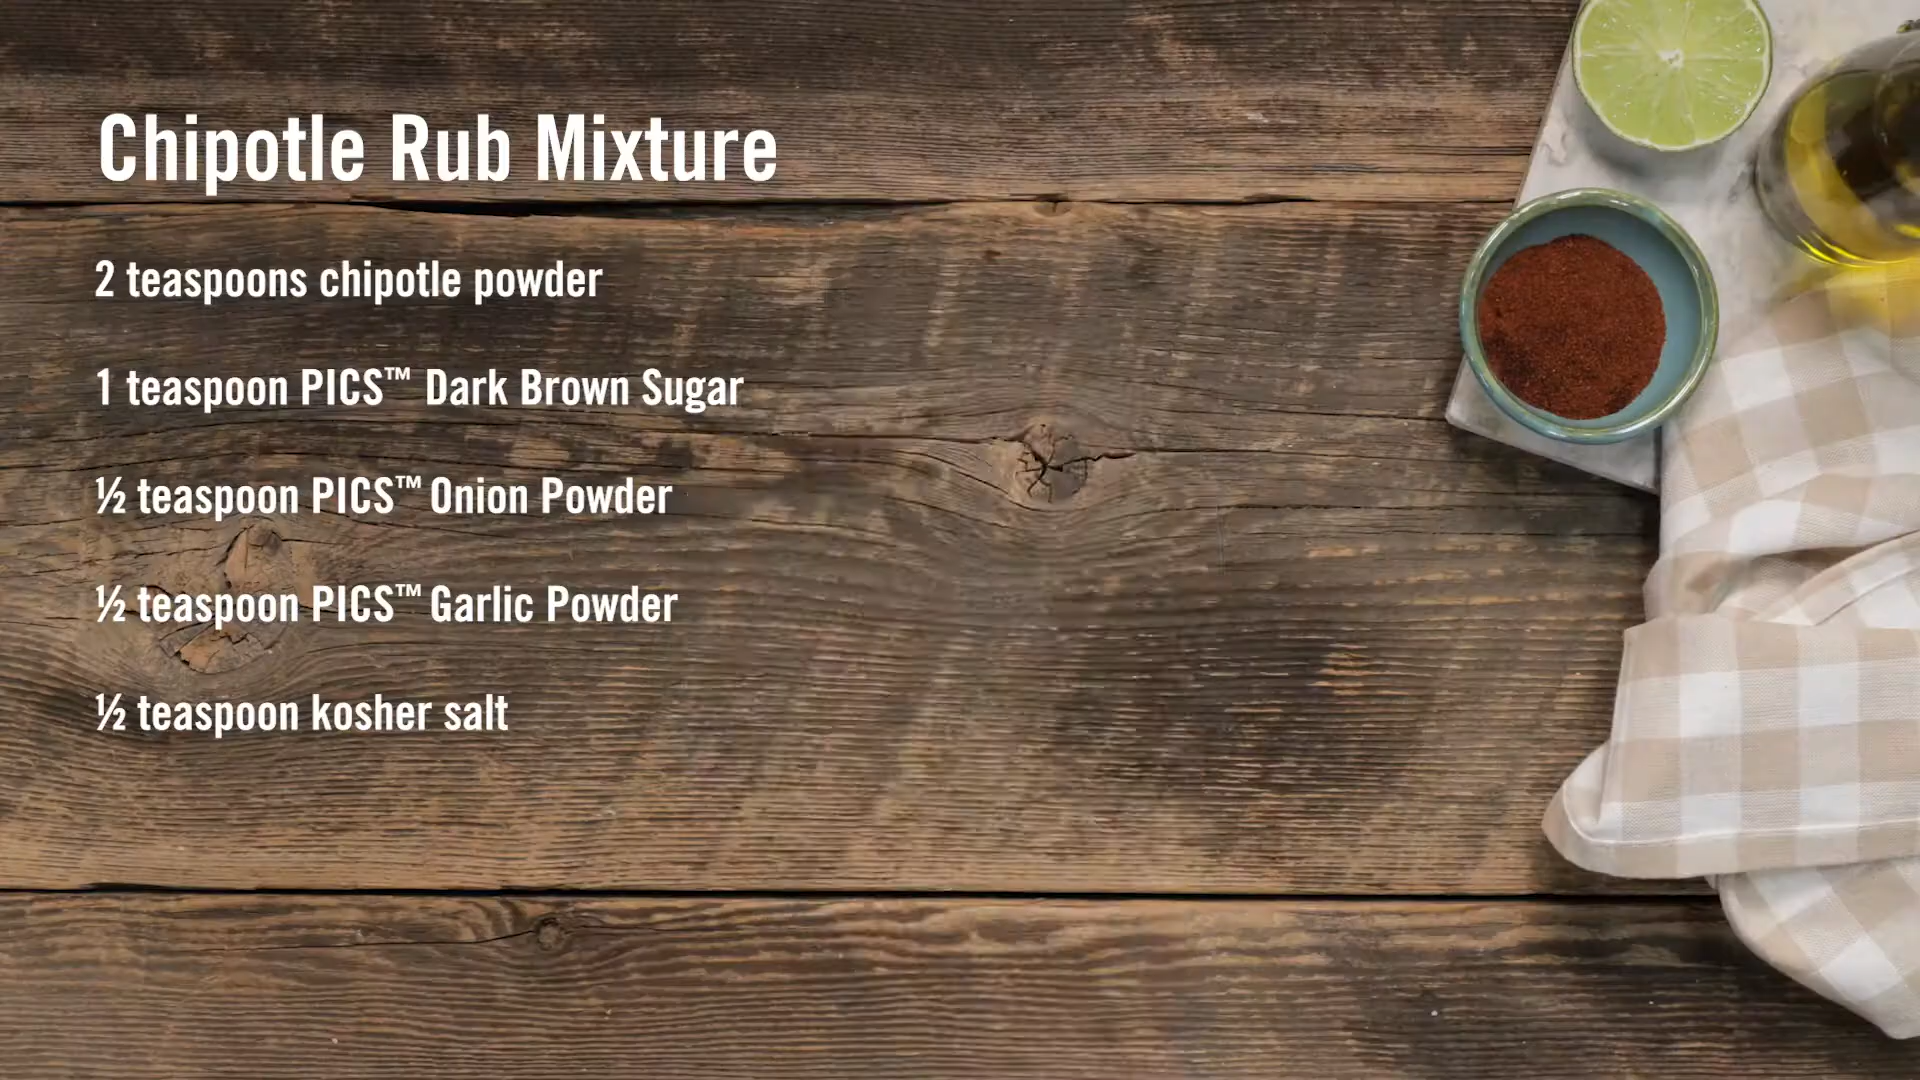 Chipotle Rub Mixture
2 teaspoons chipotle powder
1 teaspoon PICS™ Dark Brown Sugar
½ teaspoon PICS™ Onion Powder
½ teaspoon PICS™ Garlic Powder
½ teaspoon kosher salt